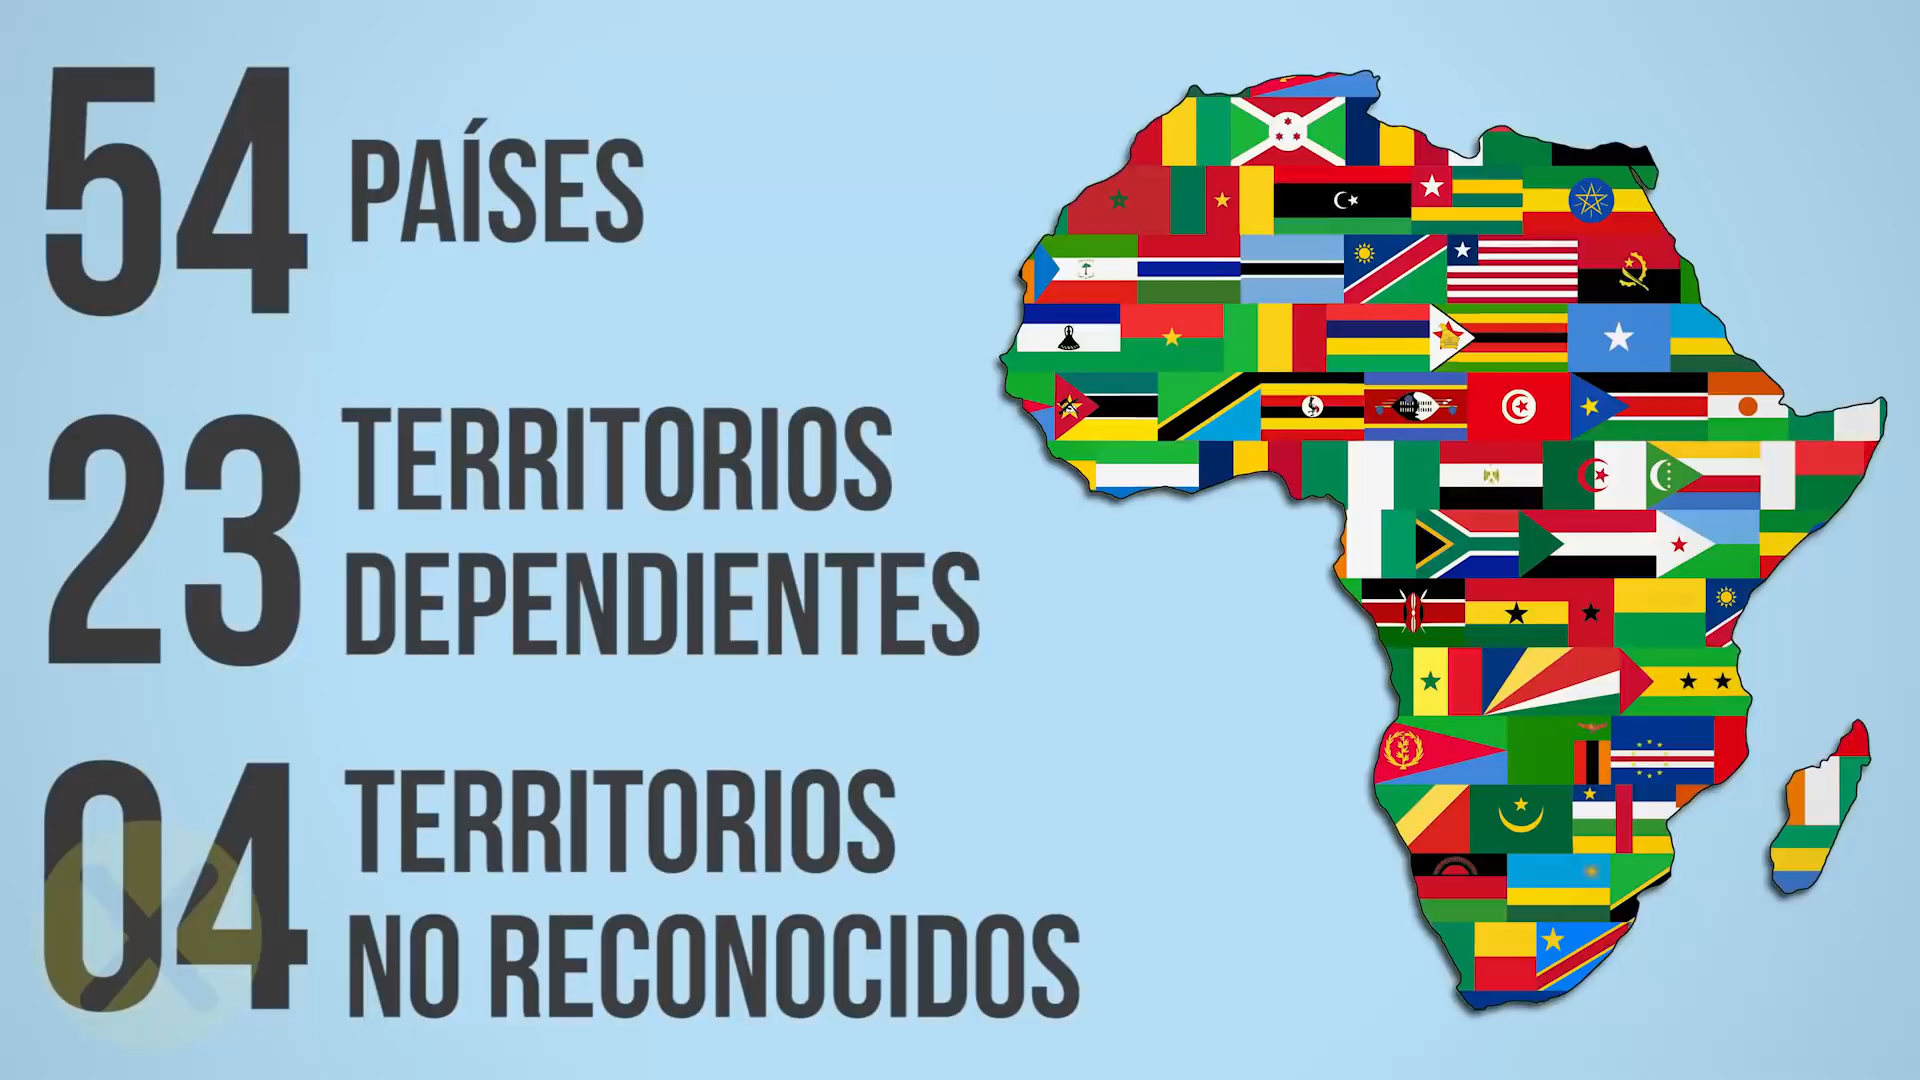 54 PAÍSES
23 TERRITORIOS
DEPENDIENTES
04 TERRITORIOS
NO RECONOCIDOS